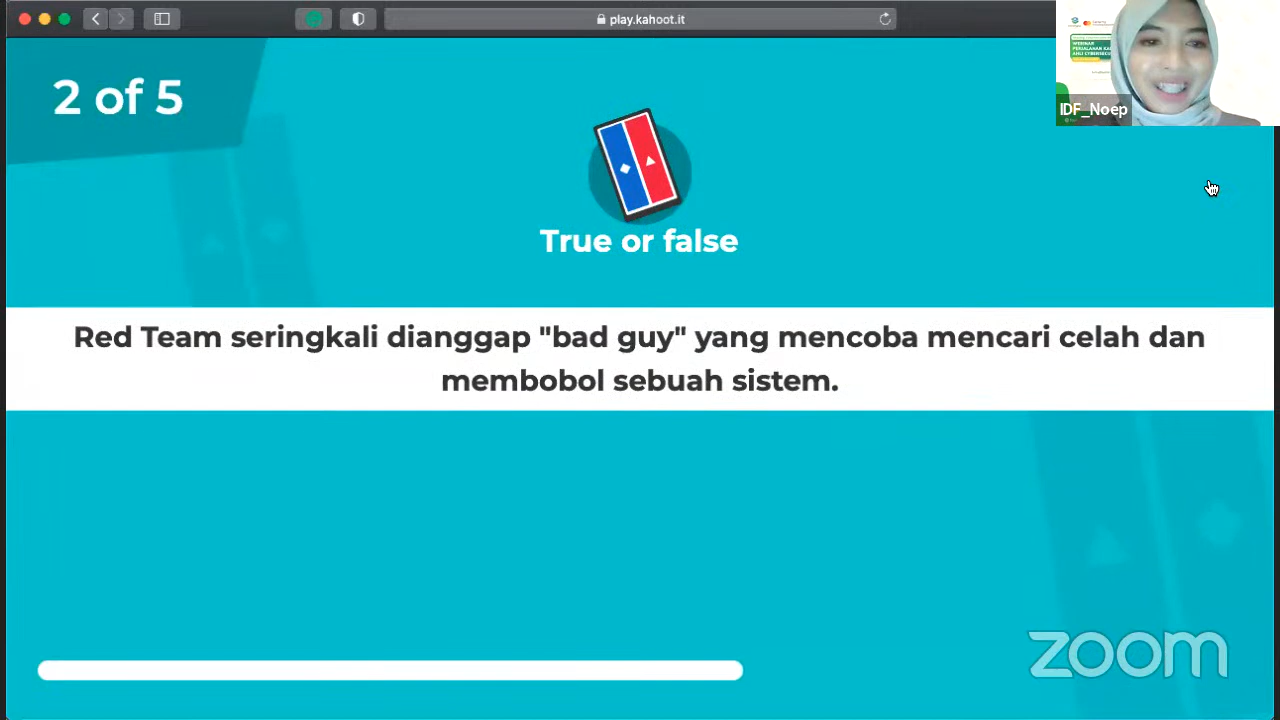 play.kahoot.it
2 of 5
WEBINAR
IDF_Noep
True or false
Red Team seringkali dianggap "bad guy" yang mencoba mencari celah dan
membobol sebuah sistem.
zoom